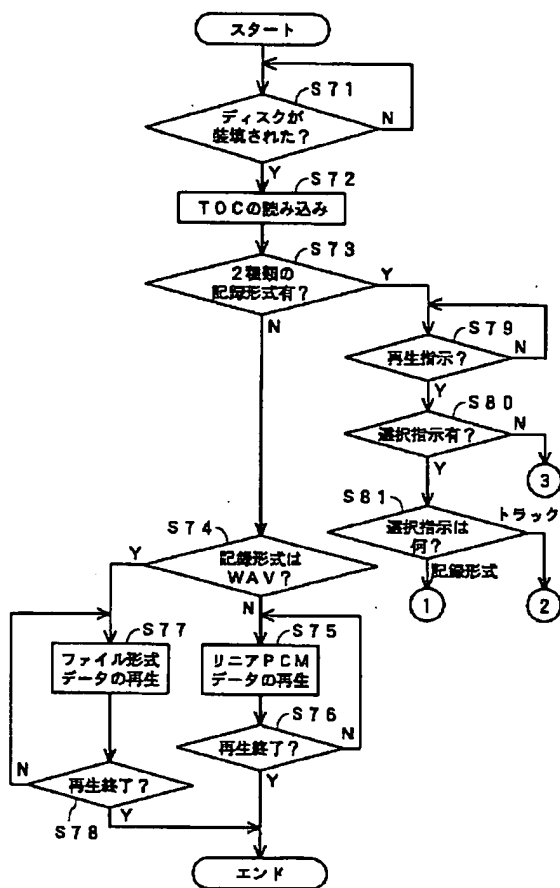 スタート
S71
ディスクが
装填された?
N
Y
S72
TOCの読み込み
S73
2種類の
記録形式有?
Y
N
S79
再生指示?
N
Y
S80
選択指示有?
N
Y
3
S81
選択指示は
何?
トラック
記録形式
1
2
S74
記録形式は
WAV?
Y
N
S77
ファイル形式
データの再生
S75
リニアPCM
データの再生
S76
再生終了?
N
Y
再生終了?
N
Y
S78
エンド